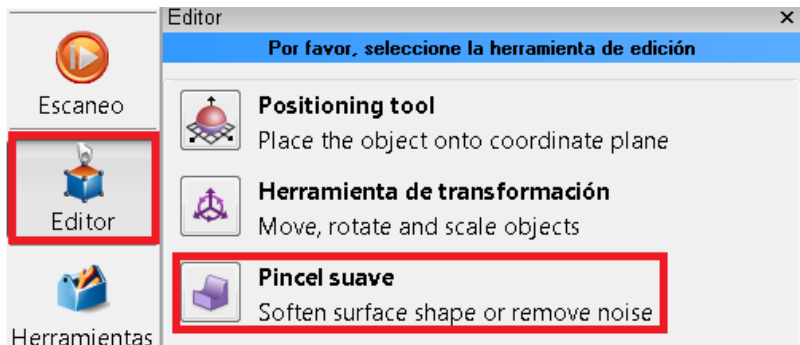 Editor
Por favor, seleccione la herramienta de edición
Escaneo
Editor
Herramientas
Positioning tool
Place the object onto coordinate plane
Herramienta de transformación
Move, rotate and scale objects
Pincel suave
Soften surface shape or remove noise